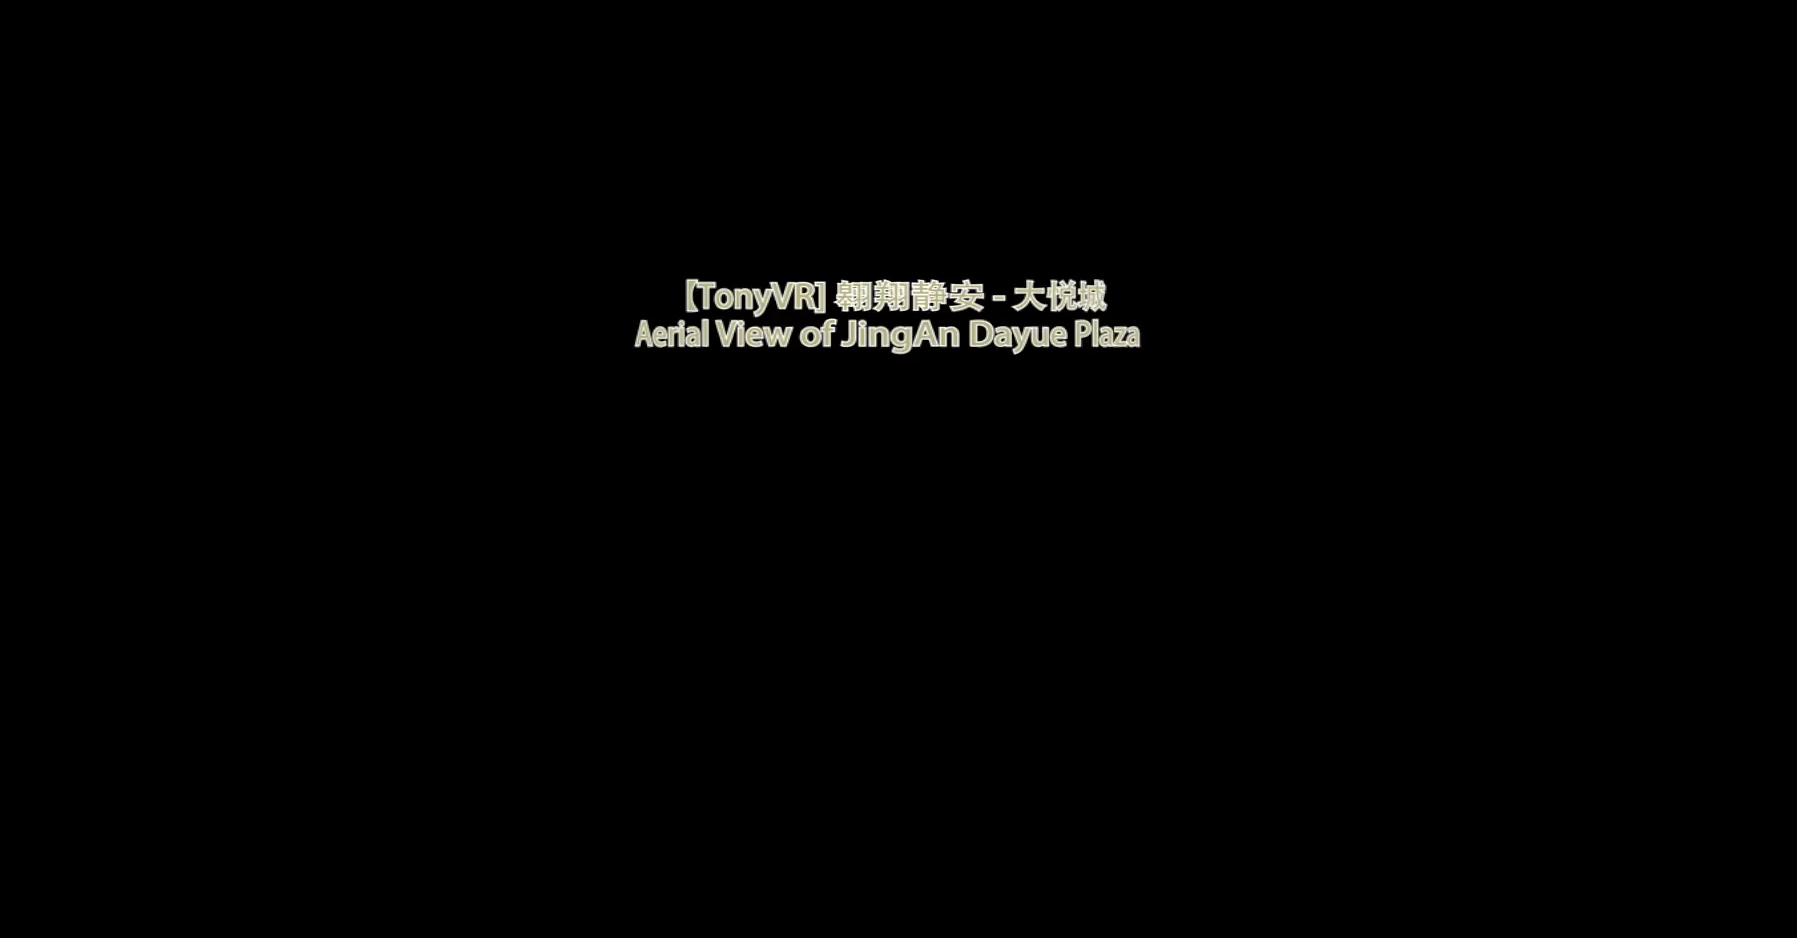 [TonyVR] 翱翔静安 - 大悦城
Aerial View of JingAn Dayue Plaza